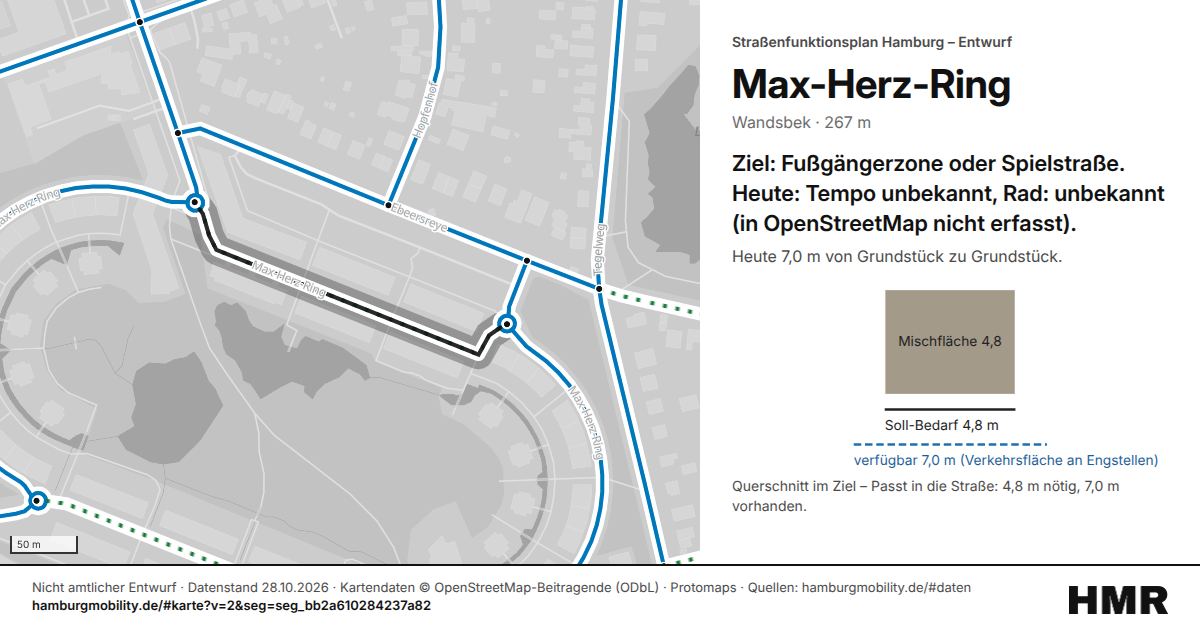 Straßenfunktionsplan Hamburg – Entwurf
Max-Herz-Ring
Wandsbek · 267 m
Ziel: Fußgängerzone oder Spielstraße.
Heute: Tempo unbekannt, Rad: unbekannt
(in OpenStreetMap nicht erfasst).
Heute 7,0 m von Grundstück zu Grundstück.
Mischfläche 4,8
Soll-Bedarf 4,8 m
verfügbar 7,0 m (Verkehrsfläche an Engstellen)
Querschnitt im Ziel – Passt in die Straße: 4,8 m nötig, 7,0 m
vorhanden.
Hopfenhof
Ebeersreye
Max-Herz-Ring
Max-Herz-Ring
50 m
Nicht amtlicher Entwurf · Datenstand 28.10.2026 · Kartendaten © OpenStreetMap-Beitragende (ODbL) · Protomaps · Quellen: hamburgmobility.de/#daten
hamburgmobility.de/#karte?v=2&seg=seg_bb2a610284237a82
HMR